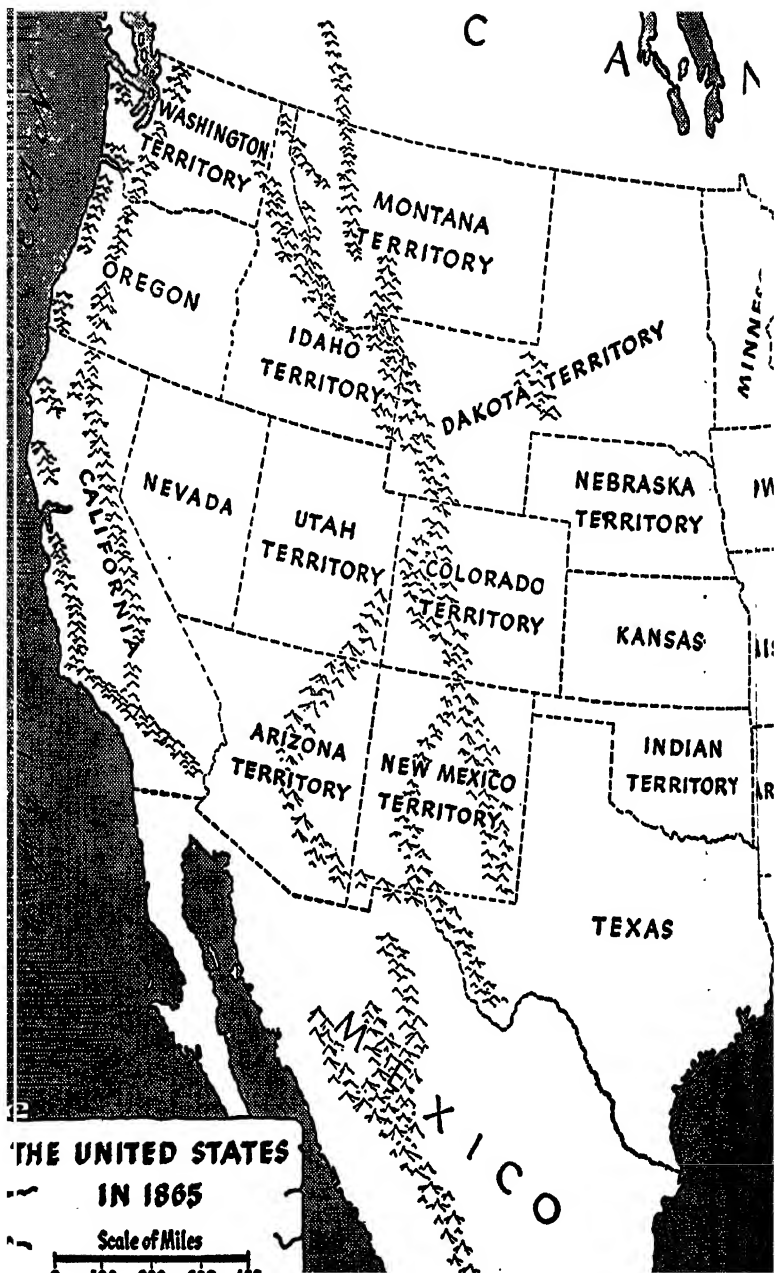 C
A
WASHINGTON
TERRITORY
MONTANA
TERRITORY
OREGON
IDAHO
TERRITORY
DAKOTA TERRITORY
CALIFORNIA
NEVADA
UTAH
TERRITORY
NEBRASKA
TERRITORY
COLORADO
TERRITORY
KANSAS
ARIZONA
TERRITORY
NEW MEXICO
TERRITORY
INDIAN
TERRITORY
TEXAS
MEXICO
THE UNITED STATES
IN 1865
Scale of Miles